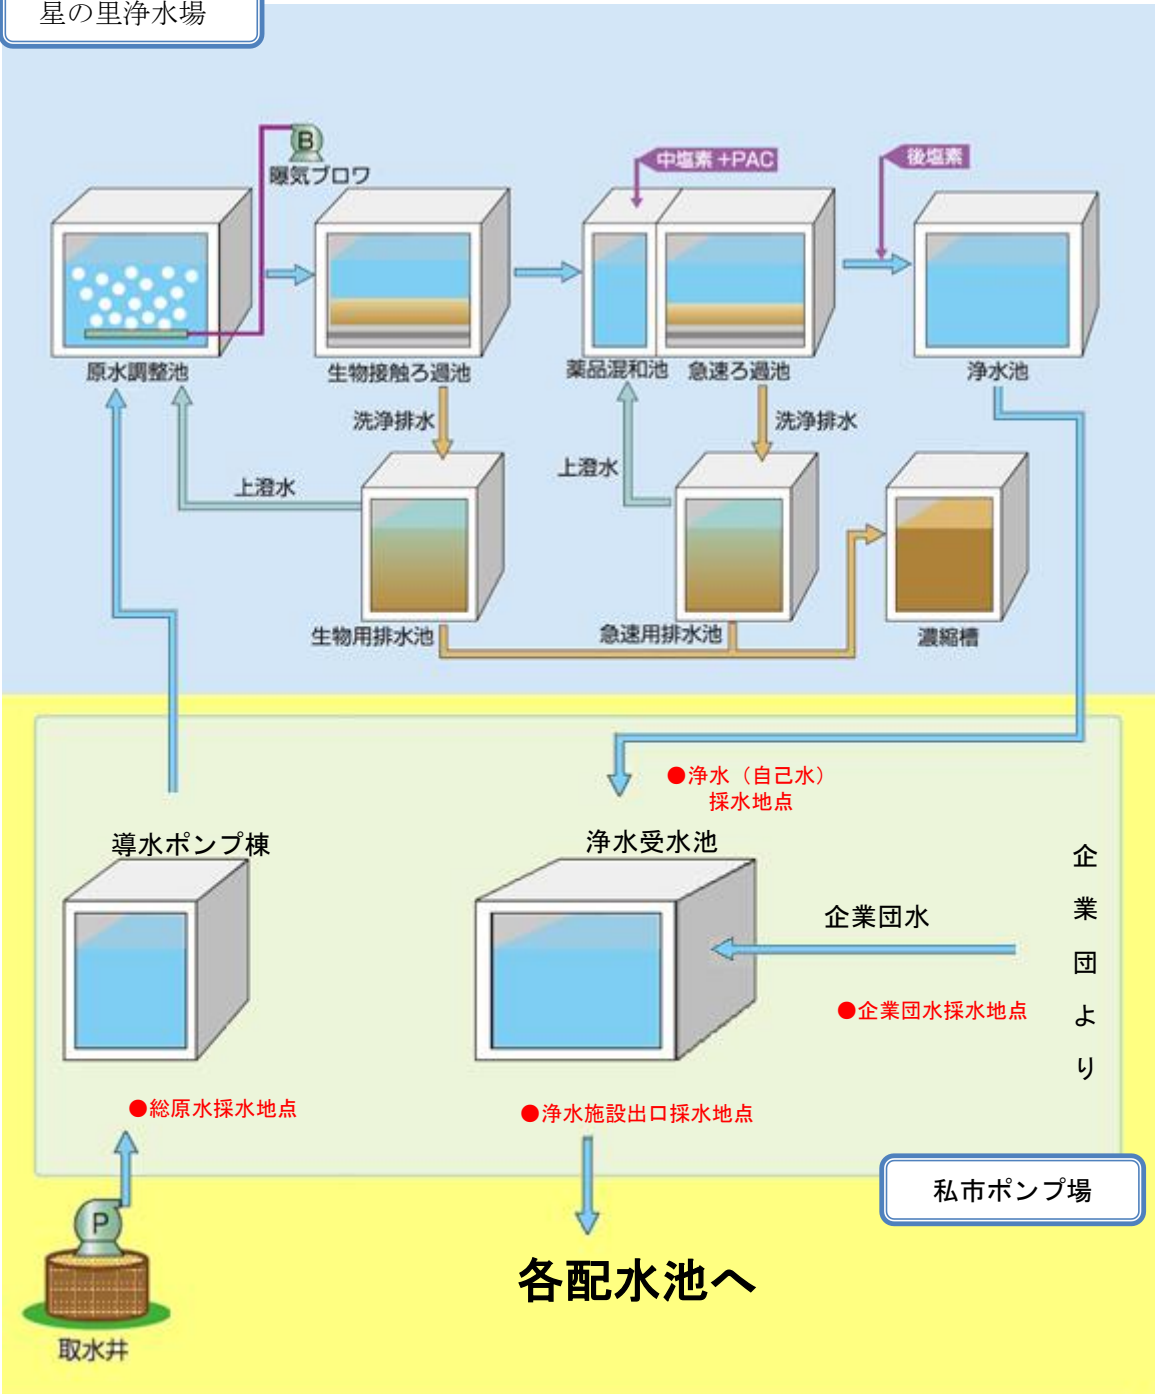 星の里浄水場
B
曝気ブロワ
中塩素+PAC
後塩素
原水調整池
生物接触ろ過池
薬品混和池
急速ろ過池
浄水池
洗浄排水
洗浄排水
上澄水
上澄水
生物用排水池
急速用排水池
濃縮槽
●浄水（自己水）
採水地点
導水ポンプ棟
浄水受水池
企業団より
企業団水
●企業団水採水地点
●総原水採水地点
●浄水施設出口採水地点
私市ポンプ場
P
各配水池へ
取水井